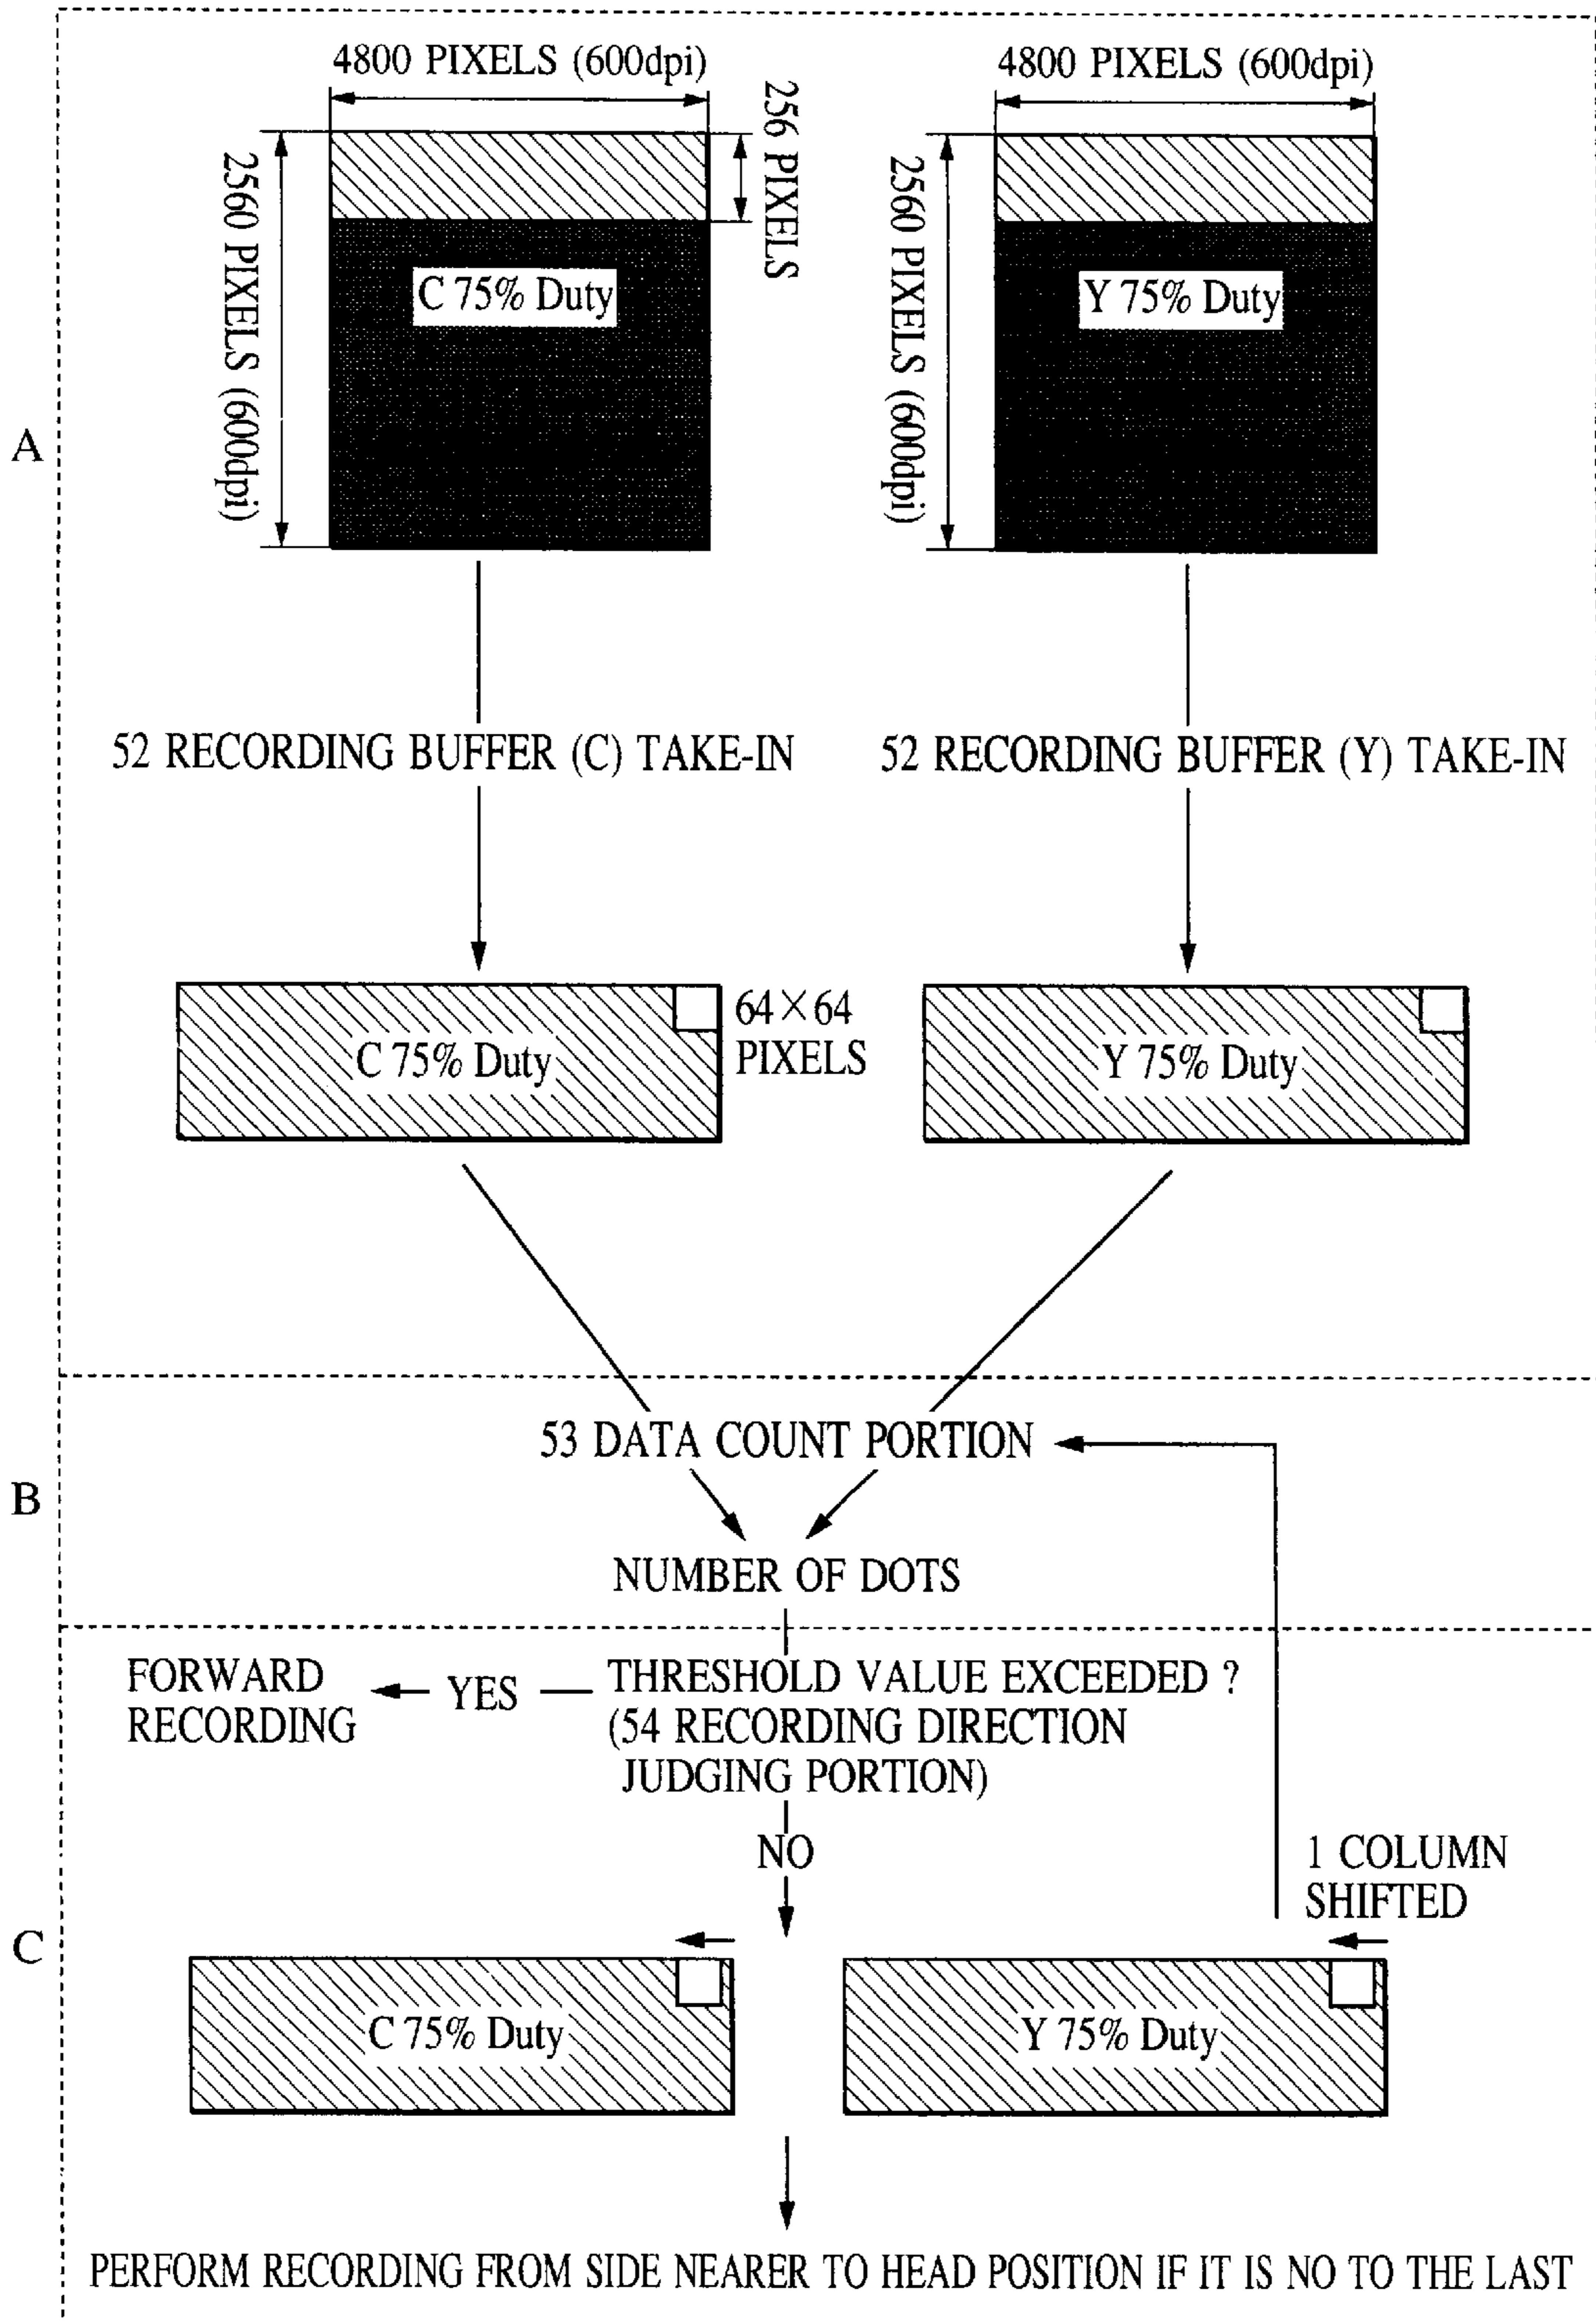 4800 PIXELS (600dpi)
4800 PIXELS (600dpi)
256 PIXELS
2560 PIXELS (600dpi)
2560 PIXELS (600dpi)
C 75% Duty
Y 75% Duty
A
52 RECORDING BUFFER (C) TAKE-IN
52 RECORDING BUFFER (Y) TAKE-IN
64×64
PIXELS
C 75% Duty
Y 75% Duty
53 DATA COUNT PORTION
B
NUMBER OF DOTS
FORWARD
RECORDING
YES
THRESHOLD VALUE EXCEEDED ?
(54 RECORDING DIRECTION
JUDGING PORTION)
NO
1 COLUMN
SHIFTED
C
C 75% Duty
Y 75% Duty
PERFORM RECORDING FROM SIDE NEARER TO HEAD POSITION IF IT IS NO TO THE LAST